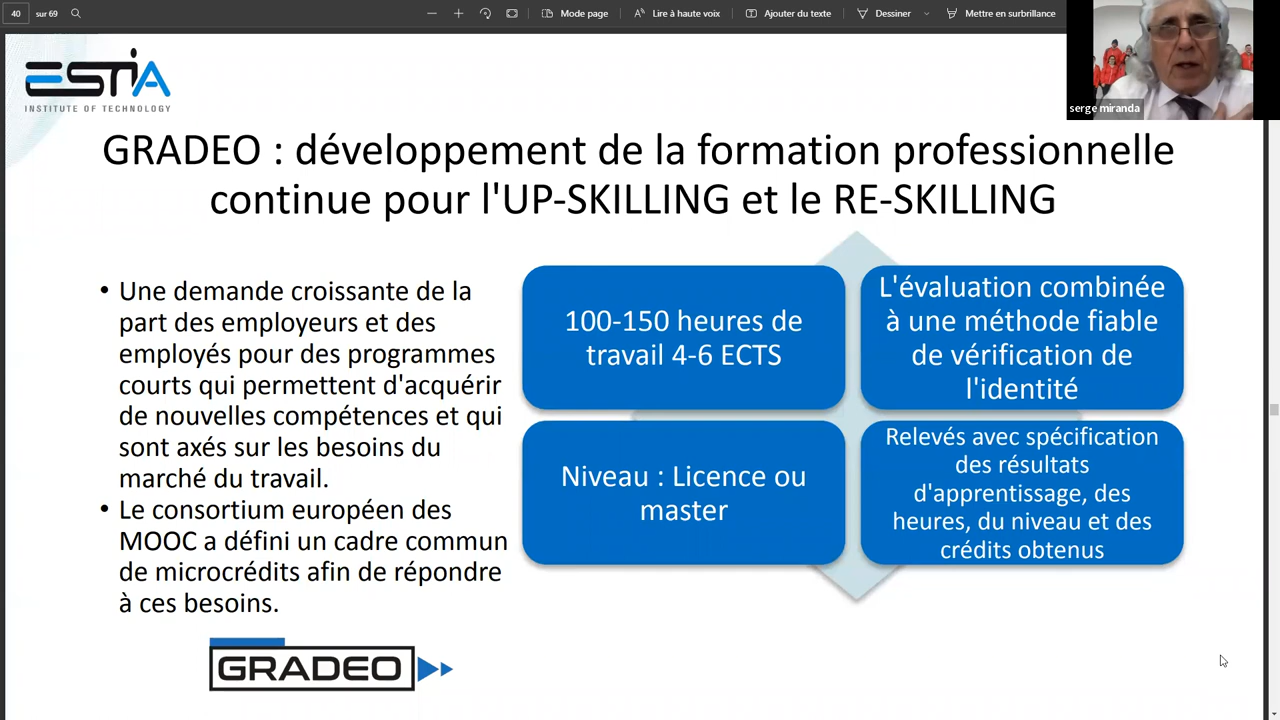 40 sur 69 Mode page Lire à haute voix Ajouter du texte Dessiner Mettre en surbrillance
serge miranda
ESTIA
INSTITUTE OF TECHNOLOGY
GRADEO : développement de la formation professionnelle
continue pour l'UP-SKILLING et le RE-SKILLING
• Une demande croissante de la
part des employeurs et des
employés pour des programmes
courts qui permettent d'acquérir
de nouvelles compétences et qui
sont axés sur les besoins du
marché du travail.
• Le consortium européen des
MOOC a défini un cadre commun
de microcrédits afin de répondre
à ces besoins.
100-150 heures de
travail 4-6 ECTS
L'évaluation combinée
à une méthode fiable
de vérification de
l'identité
Niveau : Licence ou
master
Relevés avec spécification
des résultats
d'apprentissage, des
heures, du niveau et des
crédits obtenus
GRADEO